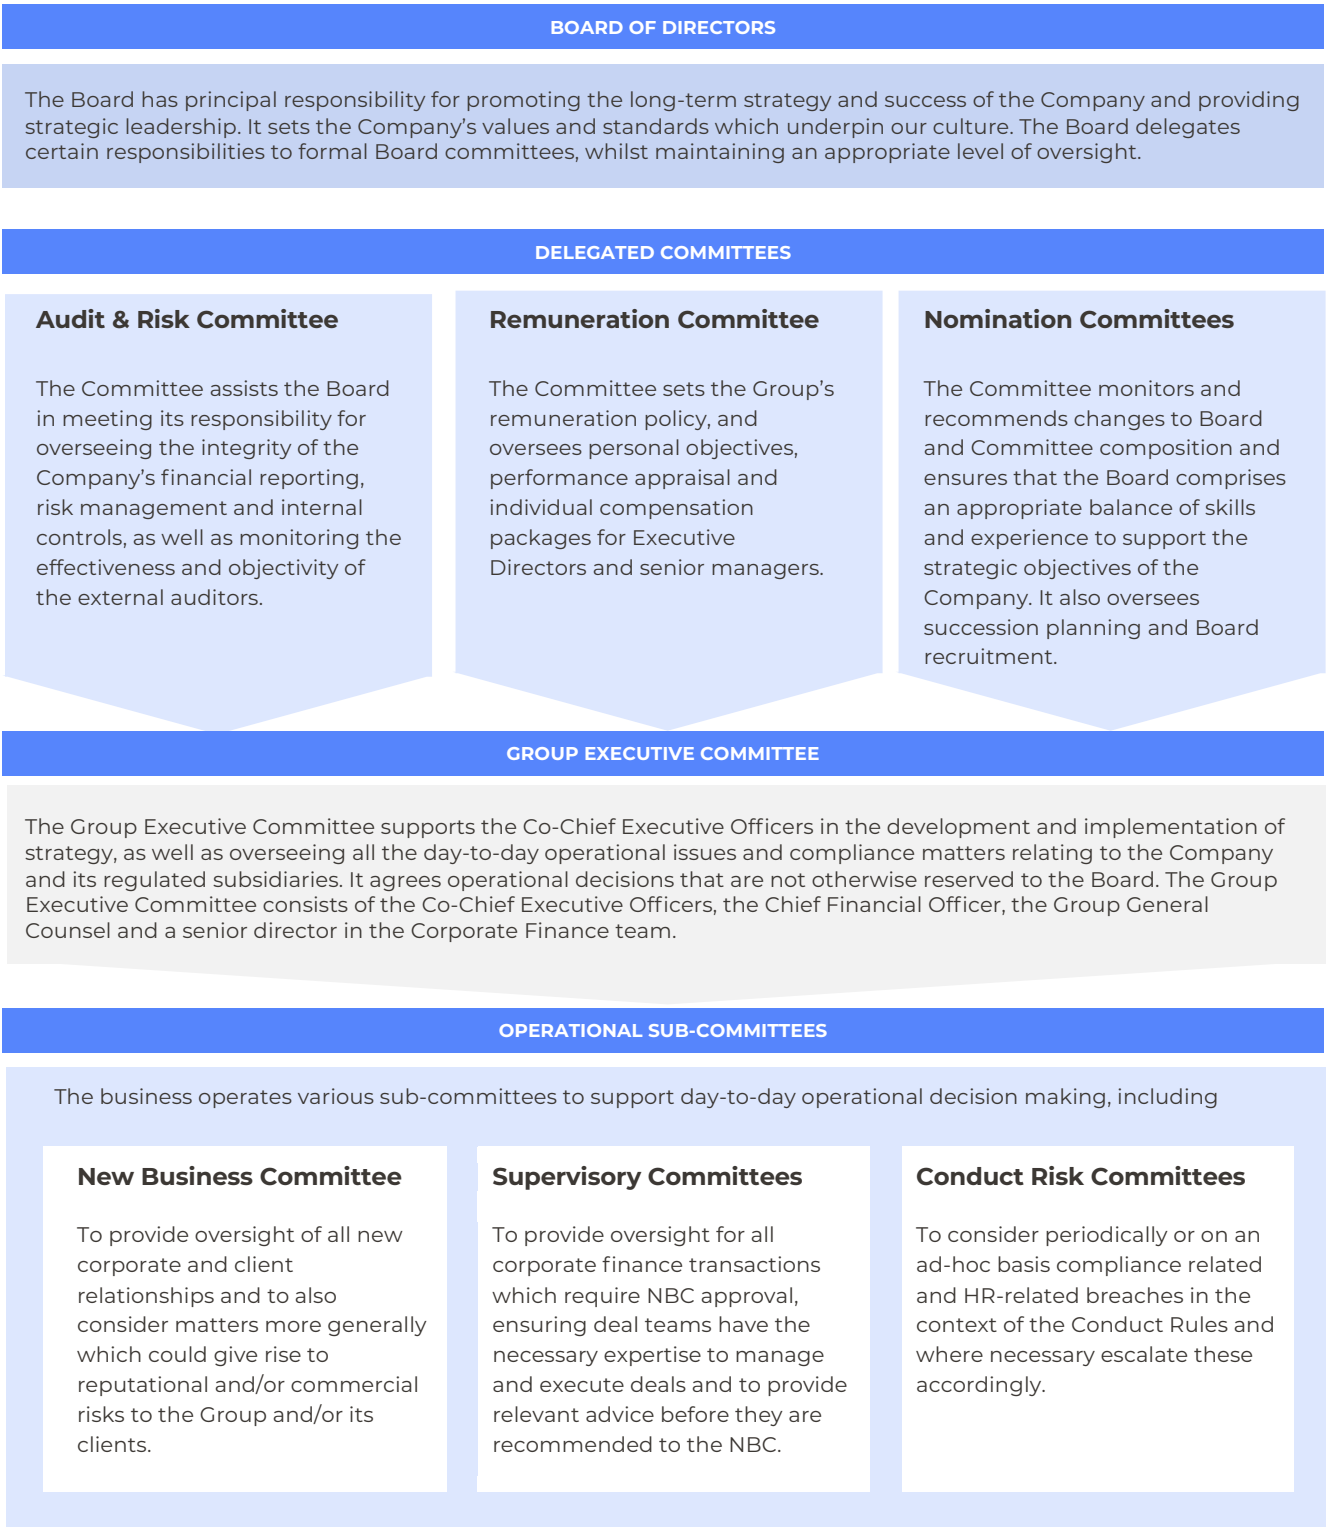 BOARD OF DIRECTORS
The Board has principal responsibility for promoting the long-term strategy and success of the Company and providing
strategic leadership. It sets the Company’s values and standards which underpin our culture. The Board delegates
certain responsibilities to formal Board committees, whilst maintaining an appropriate level of oversight.
DELEGATED COMMITTEES
Audit & Risk Committee
The Committee assists the Board
in meeting its responsibility for
overseeing the integrity of the
Company’s financial reporting,
risk management and internal
controls, as well as monitoring the
effectiveness and objectivity of
the external auditors.
Remuneration Committee
The Committee sets the Group’s
remuneration policy, and
oversees personal objectives,
performance appraisal and
individual compensation
packages for Executive
Directors and senior managers.
Nomination Committees
The Committee monitors and
recommends changes to Board
and Committee composition and
ensures that the Board comprises
an appropriate balance of skills
and experience to support the
strategic objectives of the
Company. It also oversees
succession planning and Board
recruitment.
GROUP EXECUTIVE COMMITTEE
The Group Executive Committee supports the Co-Chief Executive Officers in the development and implementation of
strategy, as well as overseeing all the day-to-day operational issues and compliance matters relating to the Company
and its regulated subsidiaries. It agrees operational decisions that are not otherwise reserved to the Board. The Group
Executive Committee consists of the Co-Chief Executive Officers, the Chief Financial Officer, the Group General
Counsel and a senior director in the Corporate Finance team.
OPERATIONAL SUB-COMMITTEES
The business operates various sub-committees to support day-to-day operational decision making, including
New Business Committee
To provide oversight of all new
corporate and client
relationships and to also
consider matters more generally
which could give rise to
reputational and/or commercial
risks to the Group and/or its
clients.
Supervisory Committees
To provide oversight for all
corporate finance transactions
which require NBC approval,
ensuring deal teams have the
necessary expertise to manage
and execute deals and to provide
relevant advice before they are
recommended to the NBC.
Conduct Risk Committees
To consider periodically or on an
ad-hoc basis compliance related
and HR-related breaches in the
context of the Conduct Rules and
where necessary escalate these
accordingly.